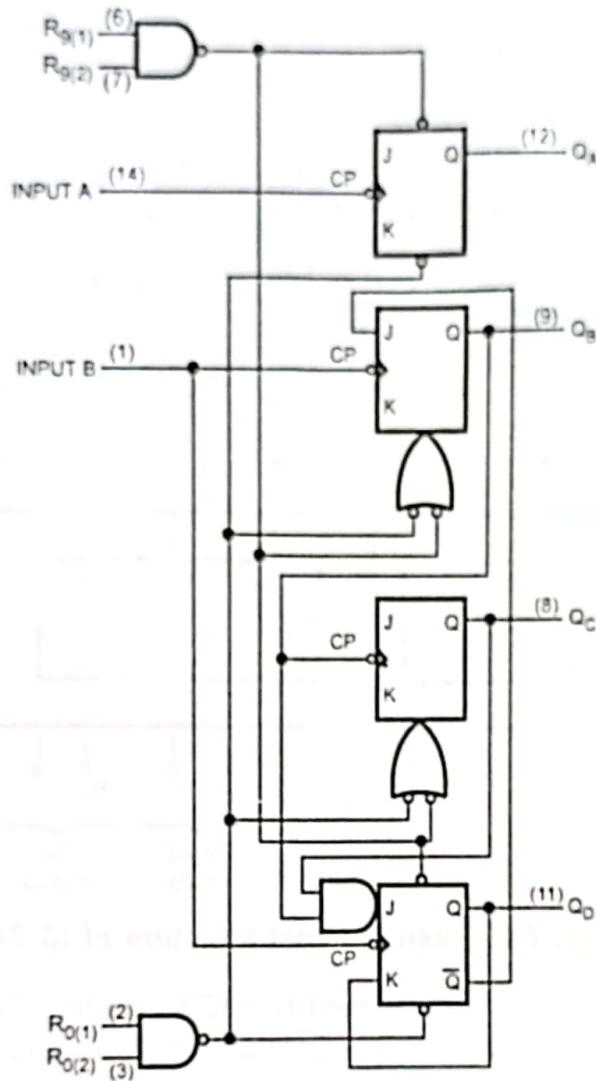 R9(1) (6)
R9(2) (7)
J Q (12) QA
INPUT A (14) CP
K
J Q (9) QB
INPUT B (1) CP
K
J Q (8) QC
CP
K
J Q (11) QD
CP
K Q̅
R0(1) (2)
R0(2) (3)